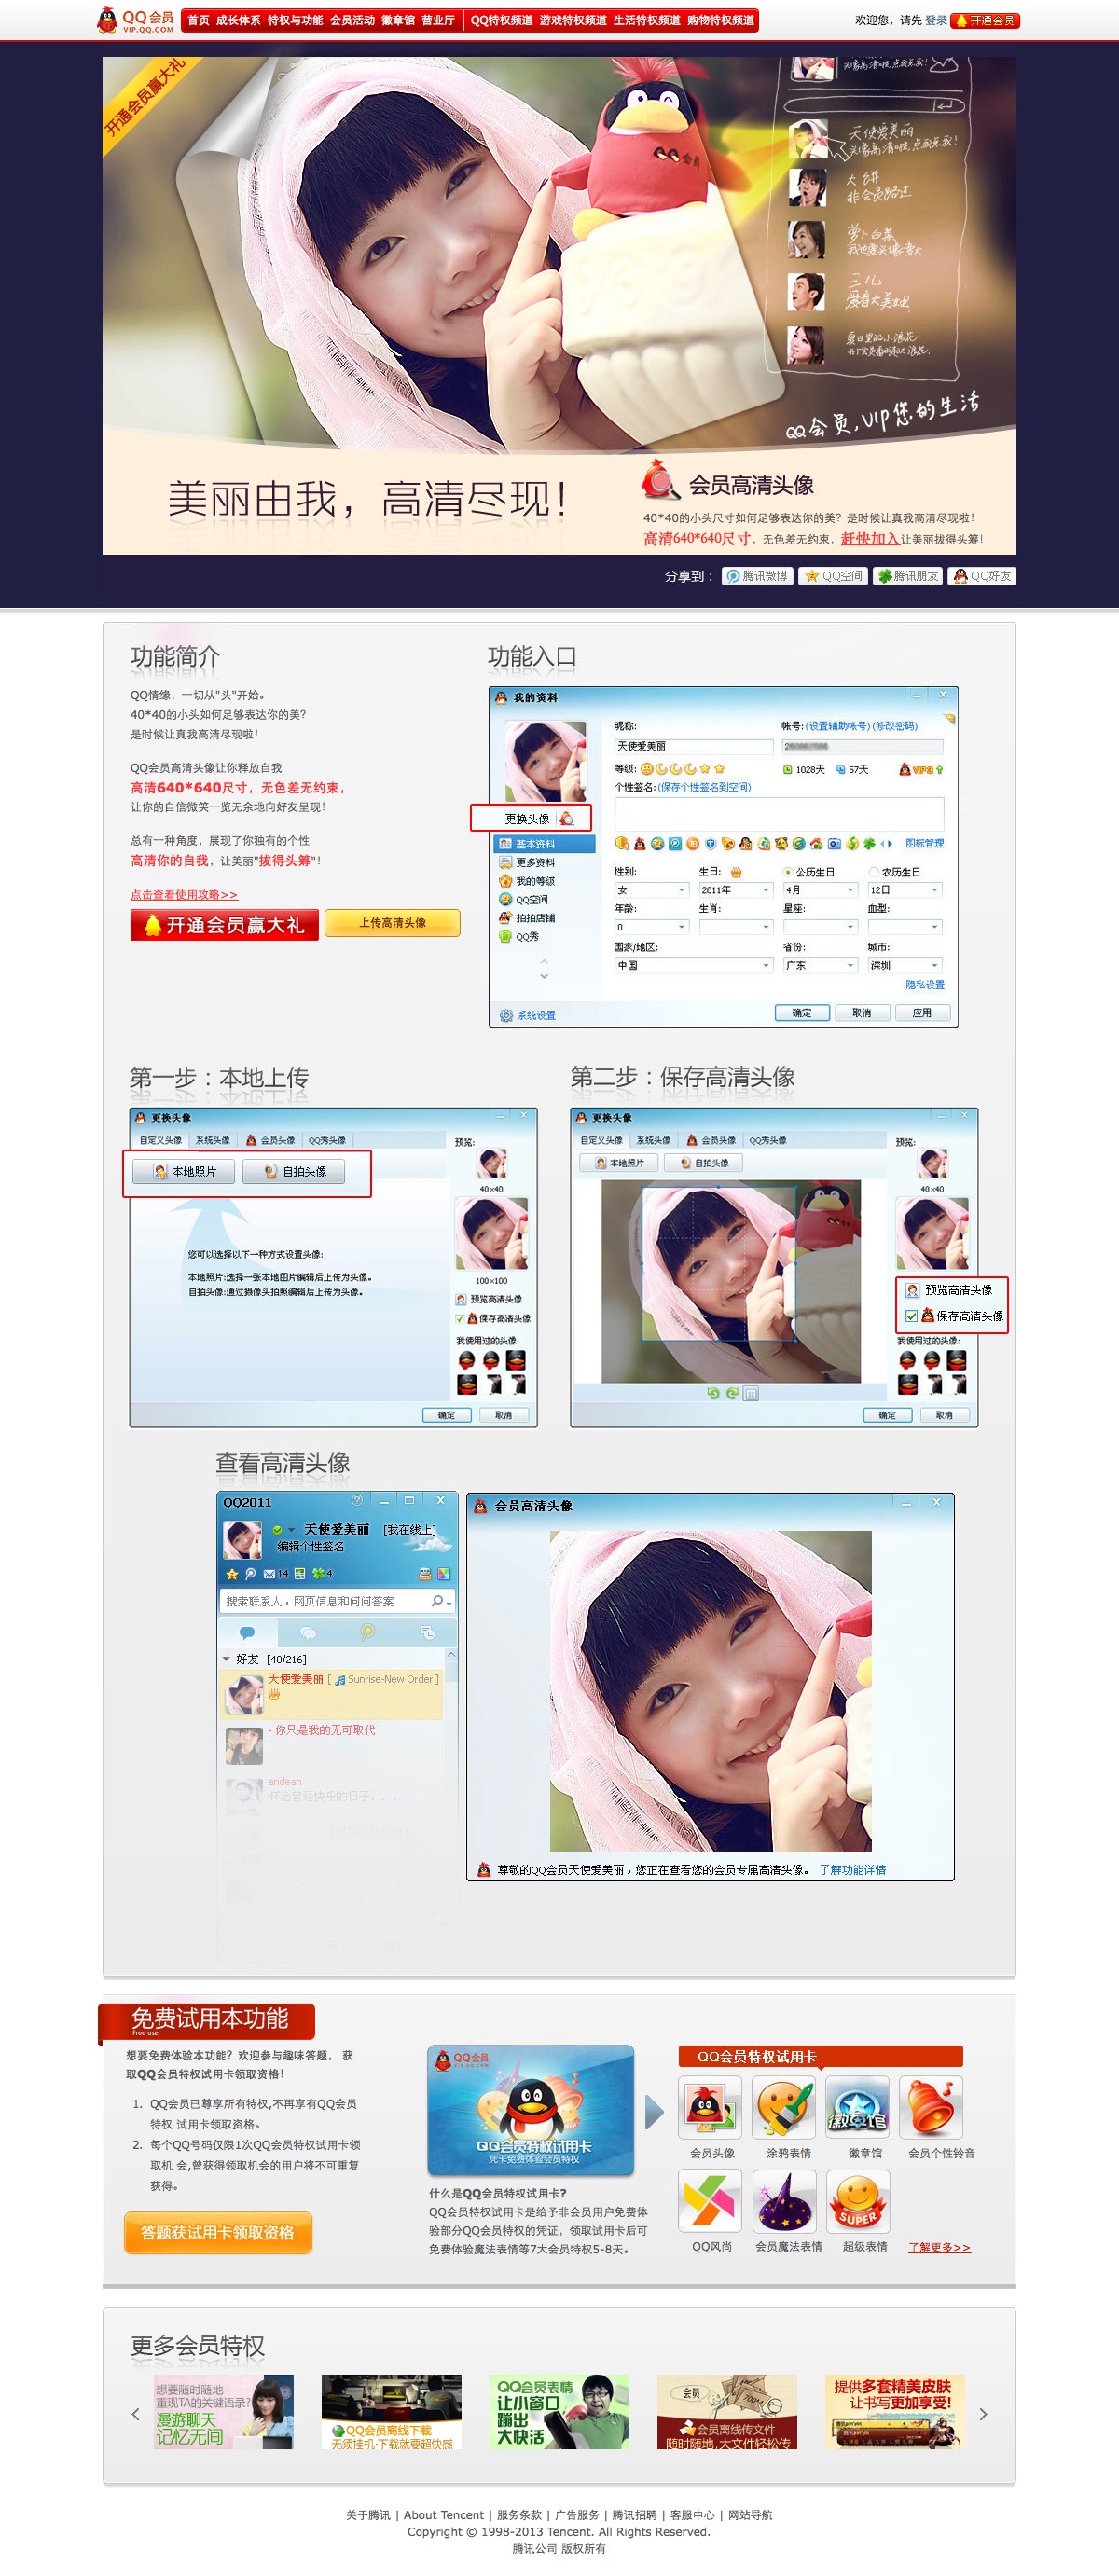 QQ会员
VIP.QQ.COM
首页 成长体系 特权与功能 会员活动 徽章馆 营业厅 QQ特权频道 游戏特权频道 生活特权频道 购物特权频道
欢迎您，请先 登录 开通会员
开通会员赢大礼
天使爱美丽
头像高清哦,点我点我!
大饼
非会员路过
萝卜白菜
三儿
夏日里的小浪花
QQ会员,VIP您的生活
美丽由我，高清尽现！
会员高清头像
40*40的小头尺寸如何足够表达你的美？是时候让真我高清尽现啦！
高清640*640尺寸，无色差无约束，赶快加入让美丽拔得头筹！
分享到： 腾讯微博 QQ空间 腾讯朋友 QQ好友
功能简介
QQ情缘，一切从"头"开始。
40*40的小头如何足够表达你的美？
是时候让真我高清尽现啦！
QQ会员高清头像让你释放自我
高清640*640尺寸，无色差无约束，
让你的自信微笑一览无余地向好友呈现！
总有一种角度，展现了你独有的个性
高清你的自我，让美丽"拔得头筹"！
点击查看使用攻略>>
开通会员赢大礼 上传高清头像
功能入口
我的资料
昵称: 帐号: (设置辅助帐号) (修改密码)
天使爱美丽
等级: 1028天 57天 VIP3
个性签名: (保存个性签名到空间)
更换头像
基本资料 图标管理
更多资料
我的等级
QQ空间
拍拍店铺
QQ秀
性别: 生日: 公历生日 农历生日
女 2011年 4月 12日
年龄: 生肖: 星座: 血型:
0
国家/地区: 省份: 城市:
中国 广东 深圳
隐私设置
系统设置 确定 取消 应用
第一步：本地上传
更换头像
自定义头像 系统头像 会员头像 QQ秀头像
预览:
本地照片 自拍头像
40×40
您可以选择以下一种方式设置头像:
本地照片:选择一张本地图片编辑后上传为头像。
自拍头像:通过摄像头拍照编辑后上传为头像。
100×100
预览高清头像
保存高清头像
我使用过的头像:
确定 取消
第二步：保存高清头像
更换头像
自定义头像 系统头像 会员头像 QQ秀头像
预览:
本地照片 自拍头像
40×40
预览高清头像
保存高清头像
我使用过的头像:
确定 取消
查看高清头像
QQ2011
天使爱美丽 [我在线上]
编辑个性签名
14 4
搜索联系人，网页信息和问问答案
好友 [40/216]
天使爱美丽 [ Sunrise-New Order ]
- 你只是我的无可取代
andean
怀念曾经快乐的日子。。。
会员高清头像
尊敬的QQ会员天使爱美丽，您正在查看您的会员专属高清头像。 了解功能详情
免费试用本功能
Free use
想要免费体验本功能？欢迎参与趣味答题， 获
取QQ会员特权试用卡领取资格！
1. QQ会员已尊享所有特权,不再享有QQ会员
特权 试用卡领取资格。
2. 每个QQ号码仅限1次QQ会员特权试用卡领
取机 会,曾获得领取机会的用户将不可重复
获得。
答题获试用卡领取资格
QQ会员
VIP.QQ.COM
QQ会员特权试用卡
凭卡免费体验会员特权
什么是QQ会员特权试用卡?
QQ会员特权试用卡是给予非会员用户免费体
验部分QQ会员特权的凭证，领取试用卡后可
免费体验魔法表情等7大会员特权5-8天。
QQ会员特权试用卡
徽章馆
会员头像 涂鸦表情 徽章馆 会员个性铃音
SUPER
QQ风尚 会员魔法表情 超级表情 了解更多>>
更多会员特权
想要随时随地
重现TA的关键语录?
漫游聊天
记忆无间
QQ会员离线下载
无须挂机·下载就要超快感
QQ会员表情
让小窗口
蹦出
大快活
会员
会员离线传文件
随时随地,大文件轻松传
提供多套精美皮肤
让书写更加享受!
关于腾讯 | About Tencent | 服务条款 | 广告服务 | 腾讯招聘 | 客服中心 | 网站导航
Copyright © 1998-2013 Tencent. All Rights Reserved.
腾讯公司 版权所有